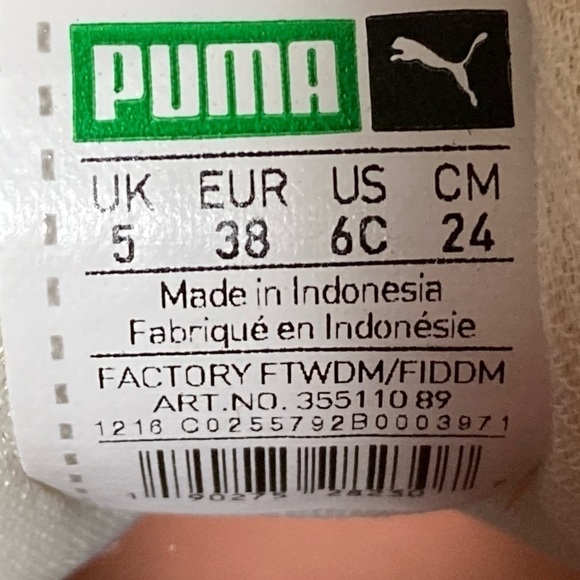 PUMA
UK EUR US CM
5 38 6C 24
Made in Indonesia
Fabriqué en Indonésie
FACTORY FTWDM/FIDDM
ART.NO. 355110 89
1216 C0255792B0003971